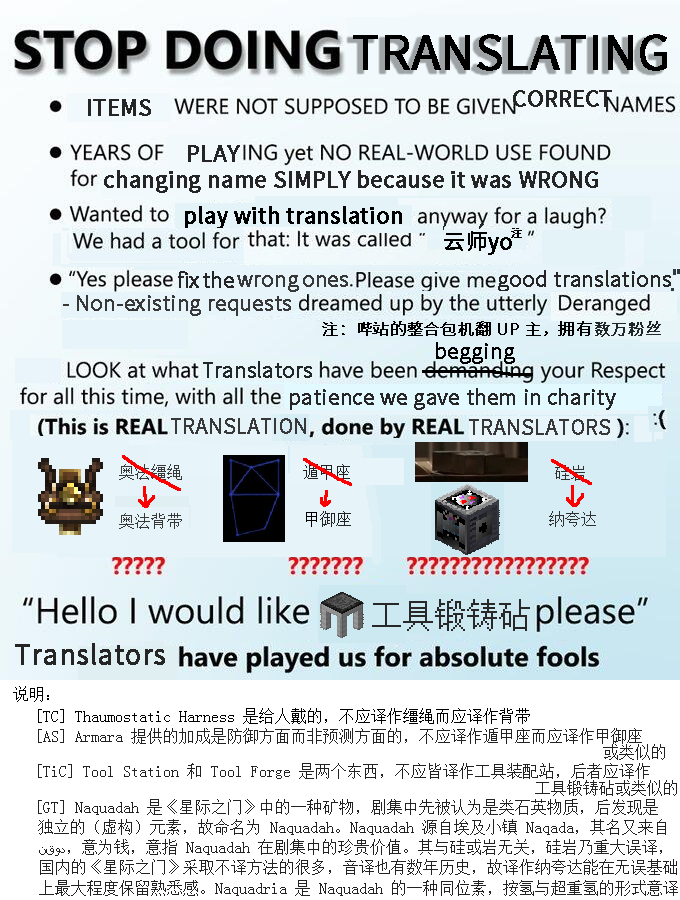 STOP DOING TRANSLATING
● ITEMS WERE NOT SUPPOSED TO BE GIVEN CORRECT NAMES
● YEARS OF PLAYING yet NO REAL-WORLD USE FOUND
for changing name SIMPLY because it was WRONG
● Wanted to play with translation anyway for a laugh?
We had a tool for that: It was called "云师yo注"
● "Yes please fix the wrong ones. Please give me good translations."
- Non-existing requests dreamed up by the utterly Deranged
注：哔站的整合包机翻 UP 主，拥有数万粉丝
begging
LOOK at what Translators have been demanding your Respect
for all this time, with all the patience we gave them in charity
(This is REAL TRANSLATION, done by REAL TRANSLATORS ): :(
奥法缰绳 遁甲座 硅岩
奥法背带 甲御座 纳夸达
????? ??????? ????????????????
"Hello I would like 工具锻铸砧 please"
Translators have played us for absolute fools
说明：
[TC] Thaumostatic Harness 是给人戴的，不应译作缰绳而应译作背带
[AS] Armara 提供的加成是防御方面而非预测方面的，不应译作遁甲座而应译作甲御座
或类似的
[TiC] Tool Station 和 Tool Forge 是两个东西，不应皆译作工具装配站，后者应译作
工具锻铸砧或类似的
[GT] Naquadah 是《星际之门》中的一种矿物，剧集中先被认为是类石英物质，后发现是
独立的（虚构）元素，故命名为 Naquadah。Naquadah 源自埃及小镇 Naqada，其名又来自
，意为钱，意指 Naquadah 在剧集中的珍贵价值。其与硅或岩无关，硅岩乃重大误译，
国内的《星际之门》采取不译方法的很多，音译也有数年历史，故译作纳夸达能在无误基础
上最大程度保留熟悉感。Naquadria 是 Naquadah 的一种同位素，按氢与超重氢的形式意译